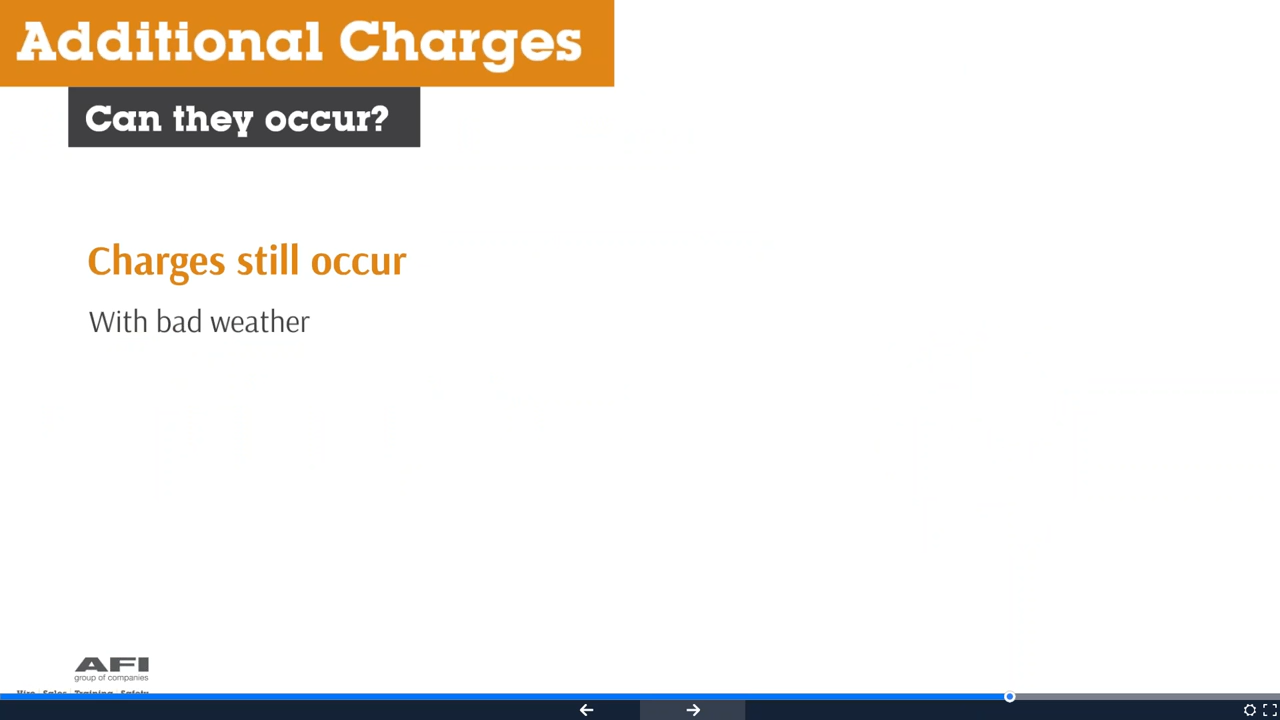 Additional Charges
Can they occur?
Charges still occur
With bad weather
AFI
group of companies
Hire Sales Training Safety